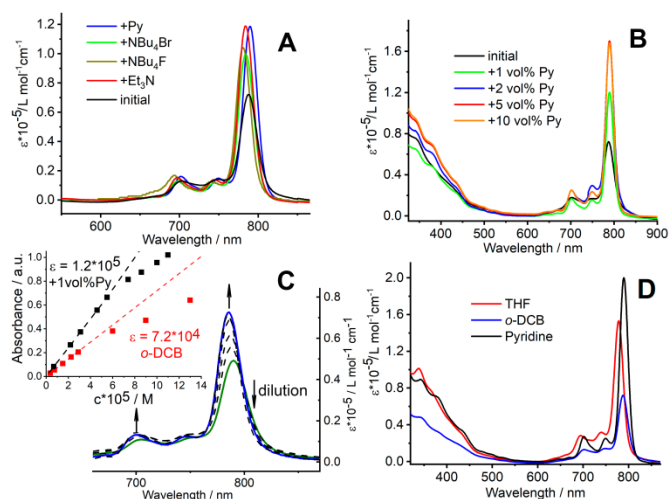 A
+Py
+NBu₄Br
+NBu₄F
+Et₃N
initial
ε*10⁻⁵/L mol⁻¹cm⁻¹
1.2
1.0
0.8
0.6
0.4
0.2
0.0
600
700
800
Wavelength / nm
B
initial
+1 vol% Py
+2 vol% Py
+5 vol% Py
+10 vol% Py
ε*10⁻⁵/L mol⁻¹cm⁻¹
1.6
1.2
0.8
0.4
0.0
400
500
600
700
800
900
Wavelength / nm
C
Absorbance / a.u.
1.0
0.8
0.6
0.4
0.2
0.0
0
2
4
6
8
10
12
14
c*10⁵ / M
ε = 1.2*10⁵
+1vol%Py
ε = 7.2*10⁴
o-DCB
dilution
0.8
0.6
0.4
0.2
0.0
ε*10⁻⁵ / L mol⁻¹ cm⁻¹
700
800
Wavelength / nm
D
THF
o-DCB
Pyridine
ε*10⁻⁵/L mol⁻¹cm⁻¹
2.0
1.6
1.2
0.8
0.4
0.0
400
500
600
700
800
Wavelength / nm